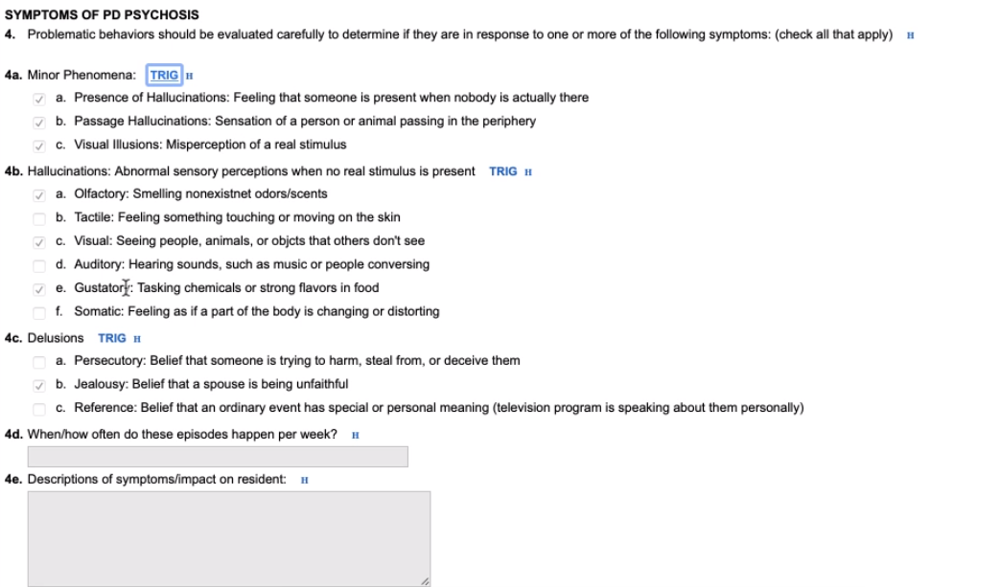 SYMPTOMS OF PD PSYCHOSIS
4. Problematic behaviors should be evaluated carefully to determine if they are in response to one or more of the following symptoms: (check all that apply) H
4a. Minor Phenomena: TRIG H
a. Presence of Hallucinations: Feeling that someone is present when nobody is actually there
b. Passage Hallucinations: Sensation of a person or animal passing in the periphery
c. Visual Illusions: Misperception of a real stimulus
4b. Hallucinations: Abnormal sensory perceptions when no real stimulus is present TRIG H
a. Olfactory: Smelling nonexistnet odors/scents
b. Tactile: Feeling something touching or moving on the skin
c. Visual: Seeing people, animals, or objcts that others don't see
d. Auditory: Hearing sounds, such as music or people conversing
e. Gustatory: Tasking chemicals or strong flavors in food
f. Somatic: Feeling as if a part of the body is changing or distorting
4c. Delusions TRIG H
a. Persecutory: Belief that someone is trying to harm, steal from, or deceive them
b. Jealousy: Belief that a spouse is being unfaithful
c. Reference: Belief that an ordinary event has special or personal meaning (television program is speaking about them personally)
4d. When/how often do these episodes happen per week? H
4e. Descriptions of symptoms/impact on resident: H